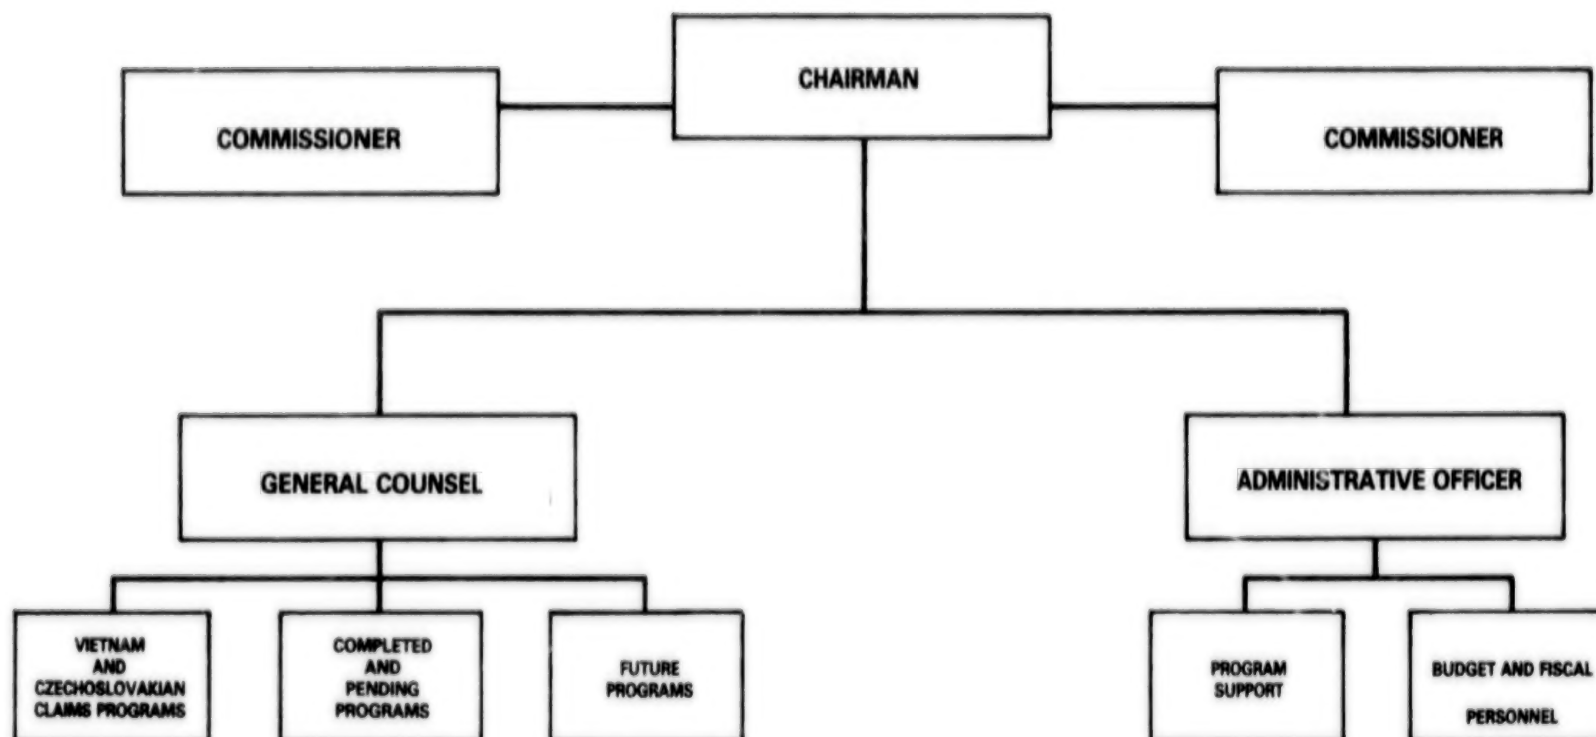 CHAIRMAN
COMMISSIONER
COMMISSIONER
GENERAL COUNSEL
ADMINISTRATIVE OFFICER
VIETNAM
AND
CZECHOSLOVAKIAN
CLAIMS PROGRAMS
COMPLETED
AND
PENDING
PROGRAMS
FUTURE
PROGRAMS
PROGRAM
SUPPORT
BUDGET AND FISCAL
PERSONNEL